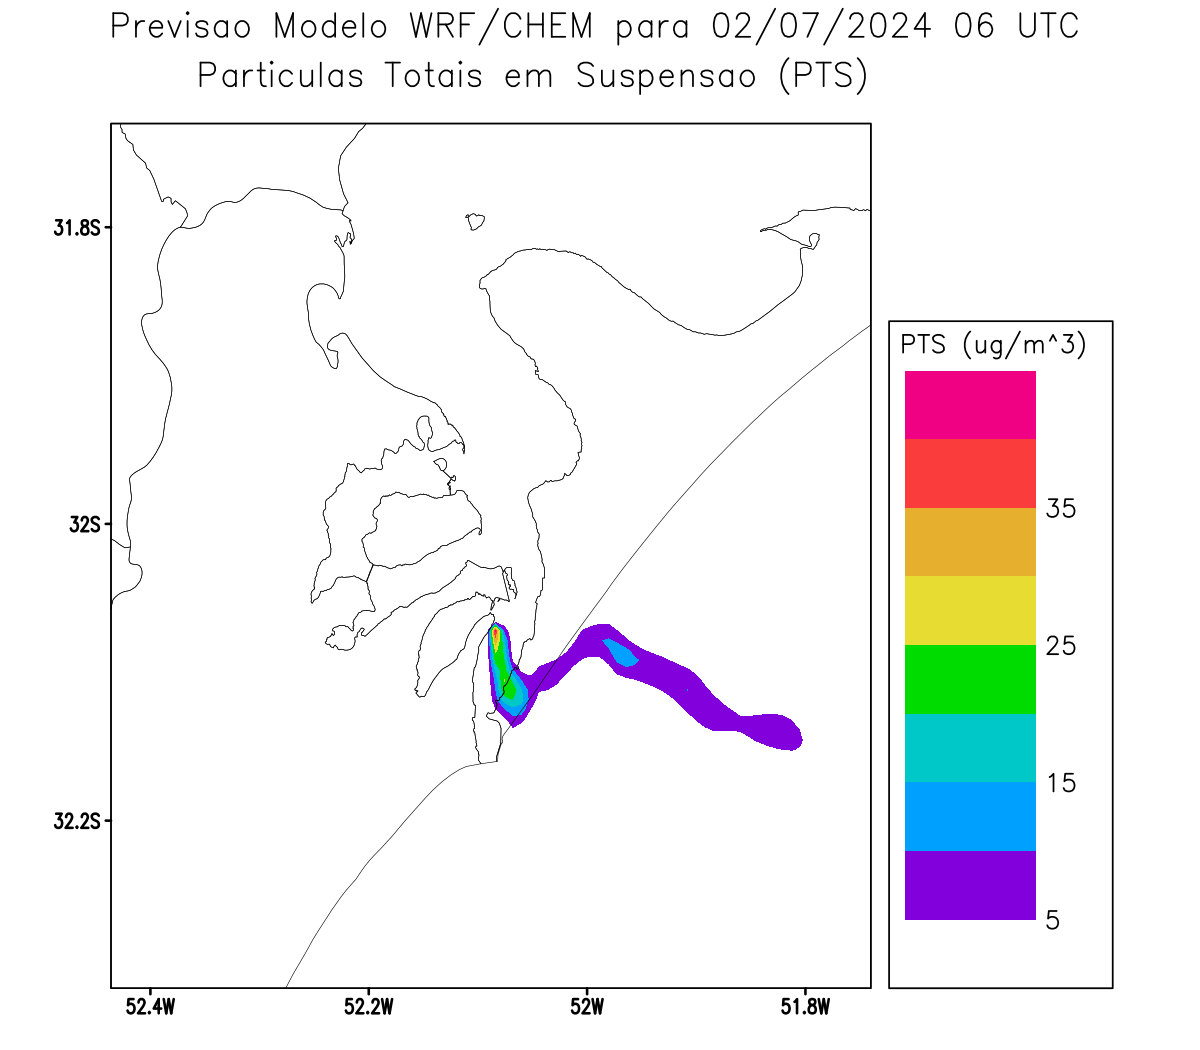 Previsao Modelo WRF/CHEM para 02/07/2024 06 UTC
Particulas Totais em Suspensao (PTS)
31.8S
32S
32.2S
52.4W
52.2W
52W
51.8W
PTS (ug/m^3)
35
25
15
5